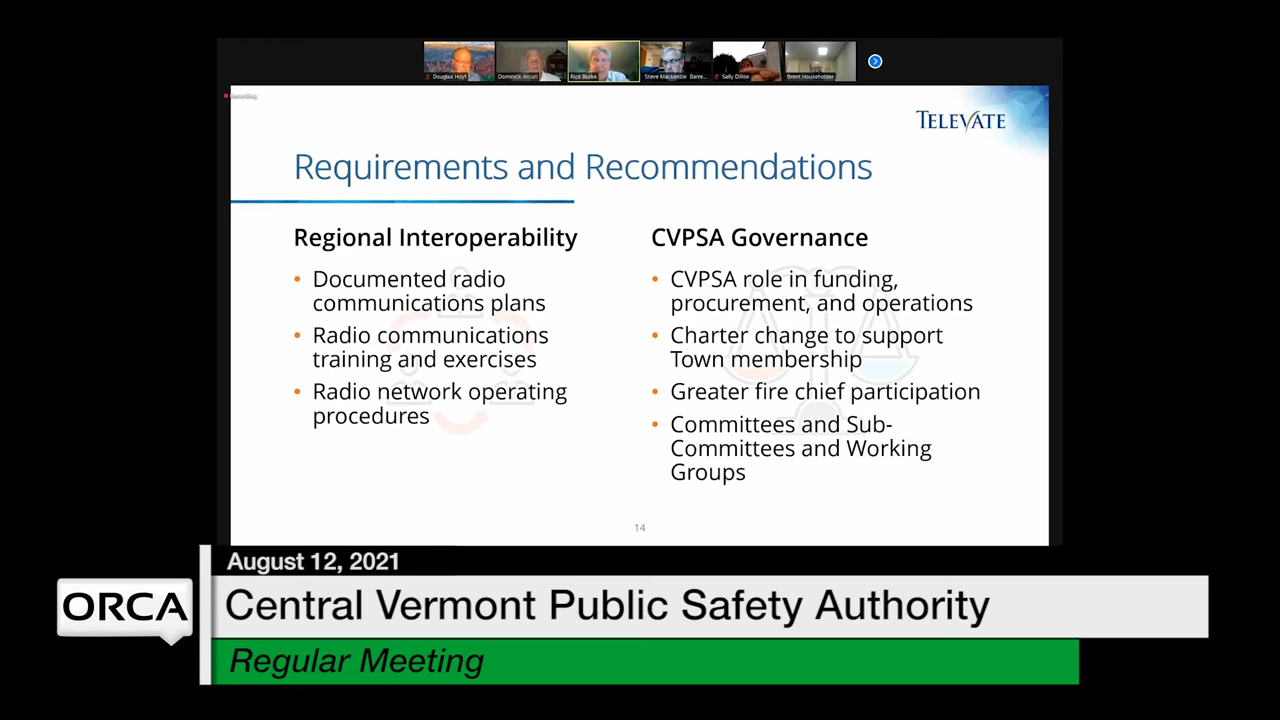 Douglas Hoyt
Dominick Arcuri
Rick Burke
Steve Mackenzie Barre...
Sally Dillon
Brent Householder
Recording
TELEVATE
Requirements and Recommendations
Regional Interoperability
• Documented radio
communications plans
• Radio communications
training and exercises
• Radio network operating
procedures
CVPSA Governance
• CVPSA role in funding,
procurement, and operations
• Charter change to support
Town membership
• Greater fire chief participation
• Committees and Sub-
Committees and Working
Groups
14
August 12, 2021
ORCA
Central Vermont Public Safety Authority
Regular Meeting